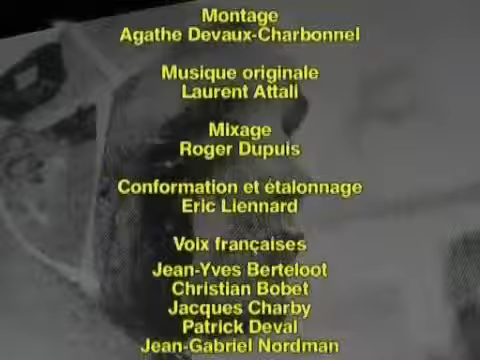 Montage
Agathe Devaux-Charbonnel
Musique originale
Laurent Attali
Mixage
Roger Dupuis
Conformation et étalonnage
Eric Liennard
Voix françaises
Jean-Yves Berteloot
Christian Bobet
Jacques Charby
Patrick Deval
Jean-Gabriel Nordman